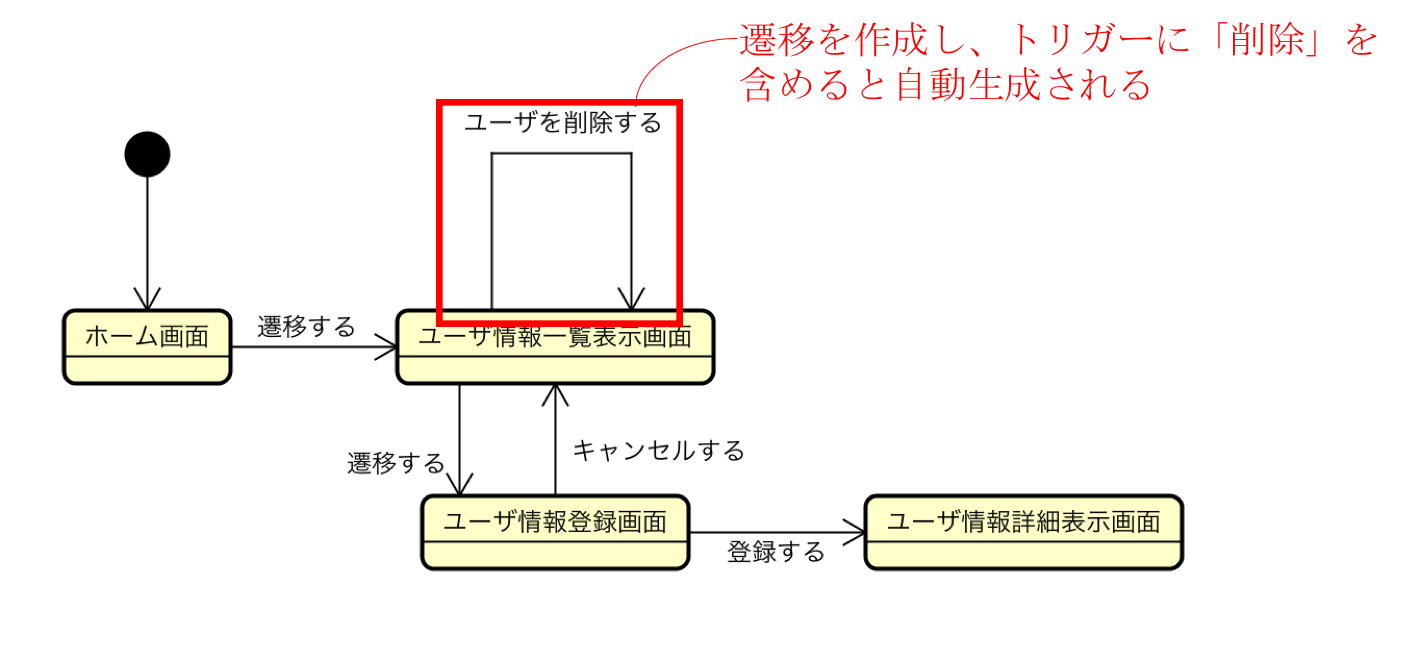 遷移を作成し、トリガーに「削除」を
含めると自動生成される
ユーザを削除する
ホーム画面
遷移する
ユーザ情報一覧表示画面
遷移する
キャンセルする
ユーザ情報登録画面
登録する
ユーザ情報詳細表示画面